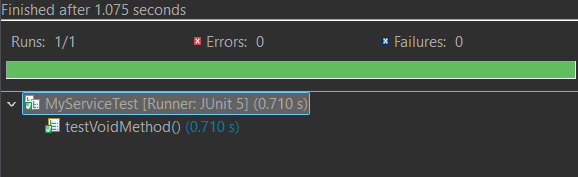 Finished after 1.075 seconds
Runs: 1/1 Errors: 0 Failures: 0
MyServiceTest [Runner: JUnit 5] (0.710 s)
testVoidMethod() (0.710 s)